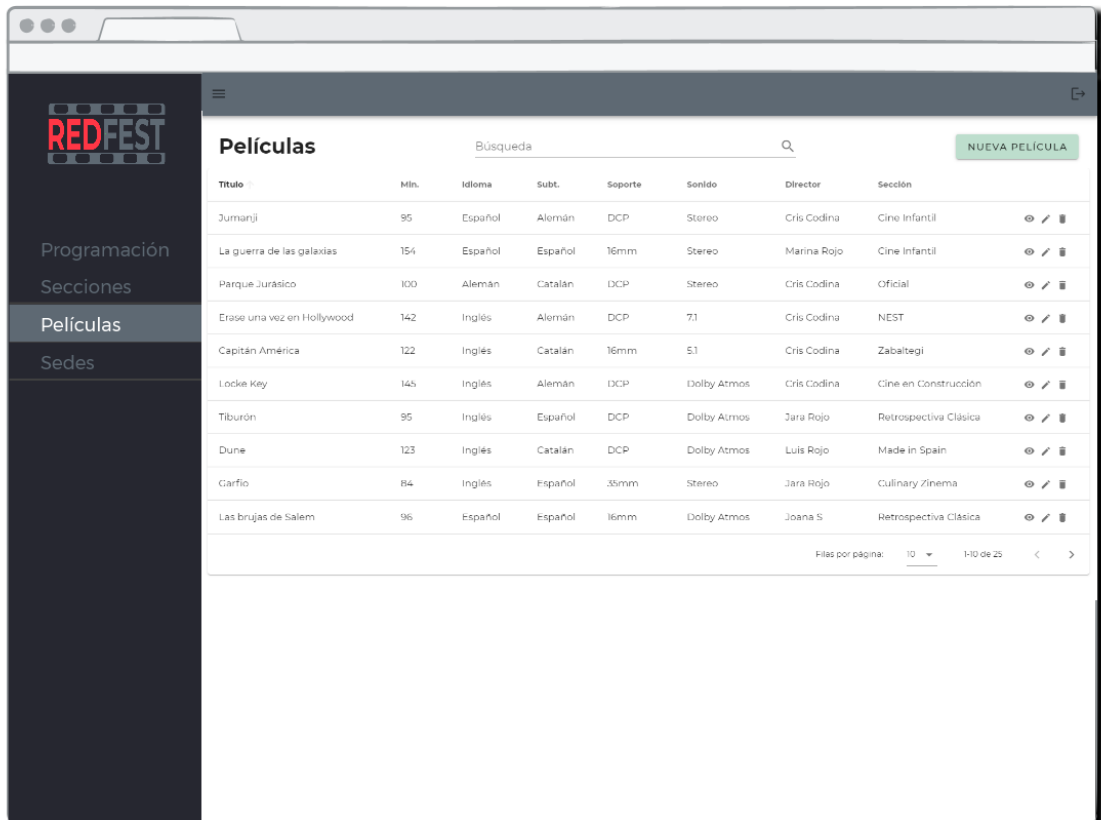 REDFEST
Programación
Secciones
Películas
Sedes
Películas Búsqueda NUEVA PELÍCULA
Título Min. Idioma Subt. Soporte Sonido Director Sección
Jumanji 95 Español Alemán DCP Stereo Cris Codina Cine Infantil
La guerra de las galaxias 154 Español Español 16mm Stereo Marina Rojo Cine Infantil
Parque Jurásico 100 Alemán Catalán DCP Stereo Cris Codina Oficial
Erase una vez en Hollywood 142 Inglés Alemán DCP 7.1 Cris Codina NEST
Capitán América 122 Inglés Catalán 16mm 5.1 Cris Codina Zabaltegi
Locke Key 145 Inglés Alemán DCP Dolby Atmos Cris Codina Cine en Construcción
Tiburón 95 Inglés Español DCP Dolby Atmos Jara Rojo Retrospectiva Clásica
Dune 123 Inglés Catalán DCP Dolby Atmos Luis Rojo Made in Spain
Garfio 84 Inglés Español 35mm Stereo Jara Rojo Culinary Zinema
Las brujas de Salem 96 Español Español 16mm Dolby Atmos Joana S Retrospectiva Clásica
Filas por página: 10 1-10 de 25